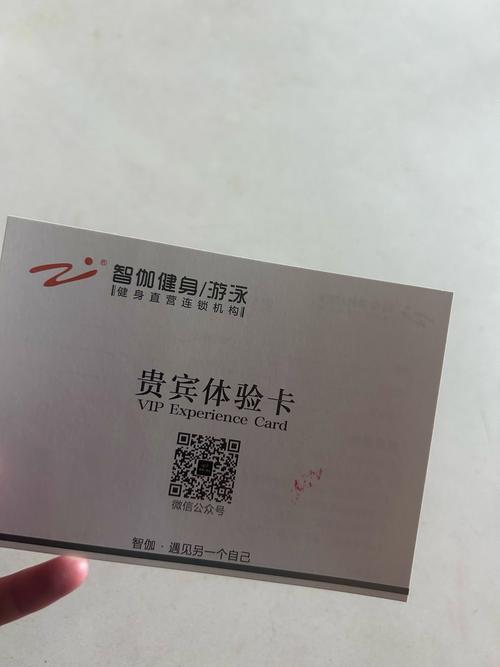 智伽健身/游泳
健身直营连锁机构
贵宾体验卡
VIP Experience Card
微信公众号
智伽·遇见另一个自己